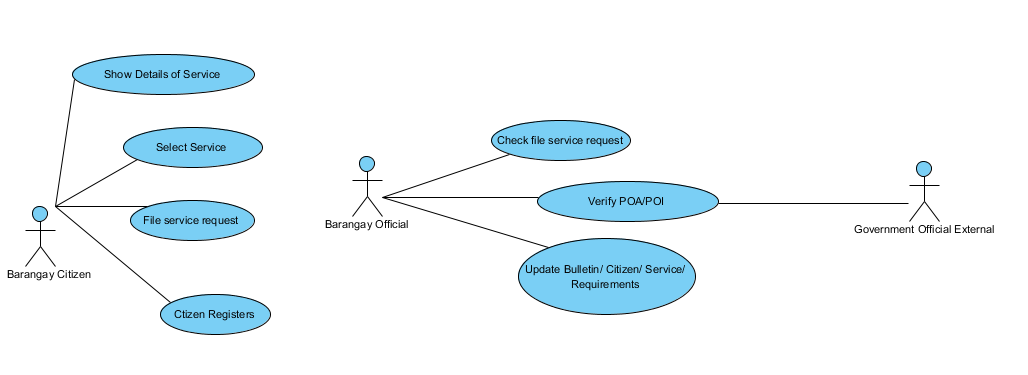 Show Details of Service
Select Service
File service request
Barangay Citizen
Ctizen Registers
Check file service request
Barangay Official
Verify POA/POI
Update Bulletin/ Citizen/ Service/
Requirements
Government Official External